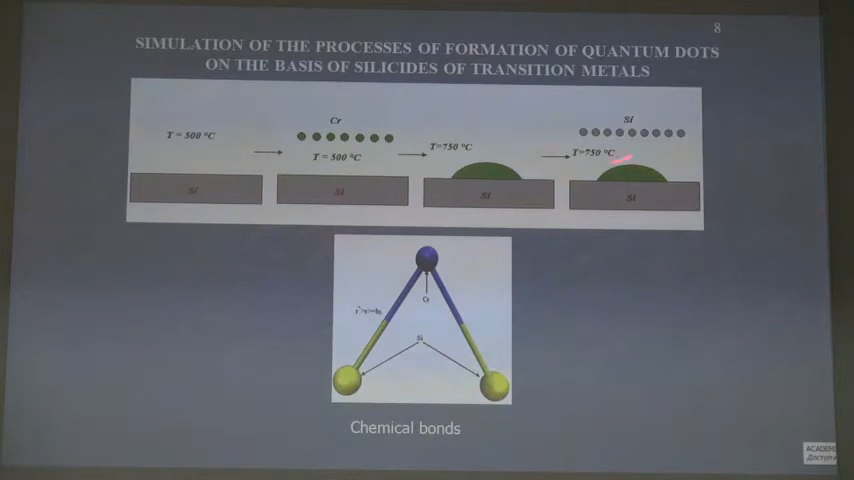 8
SIMULATION OF THE PROCESSES OF FORMATION OF QUANTUM DOTS
ON THE BASIS OF SILICIDES OF TRANSITION METALS
T = 500 °C
Si
Cr
T = 500 °C
Si
T=750 °C
Si
Si
T=750 °C
Si
Cr
Si
Chemical bonds